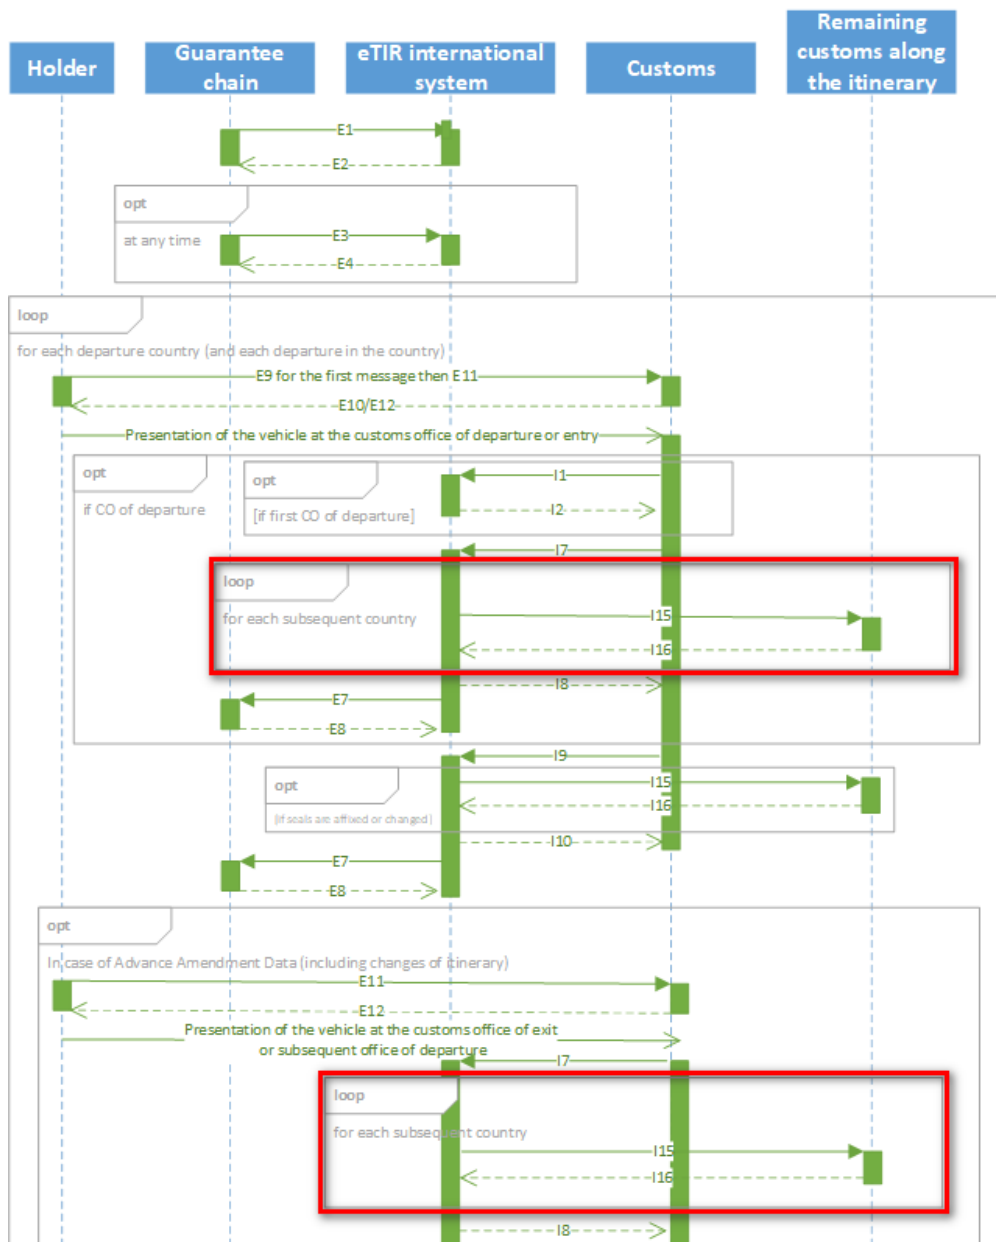 Holder
Guarantee
chain
eTIR international
system
Customs
Remaining
customs along
the itinerary
E1
E2
opt
at any time
E3
E4
loop
for each departure country (and each departure in the country)
E9 for the first message then E11
E10/E12
Presentation of the vehicle at the customs office of departure or entry
opt
if CO of departure
opt
[if first CO of departure]
I1
I2
I7
loop
for each subsequent country
I15
I16
I8
E7
E8
I9
opt
[if seals are affixed or changed]
I15
I16
I10
E7
E8
opt
In case of Advance Amendment Data (including changes of itinerary)
E11
E12
Presentation of the vehicle at the customs office of exit
or subsequent office of departure
I7
loop
for each subsequent country
I15
I16
I8